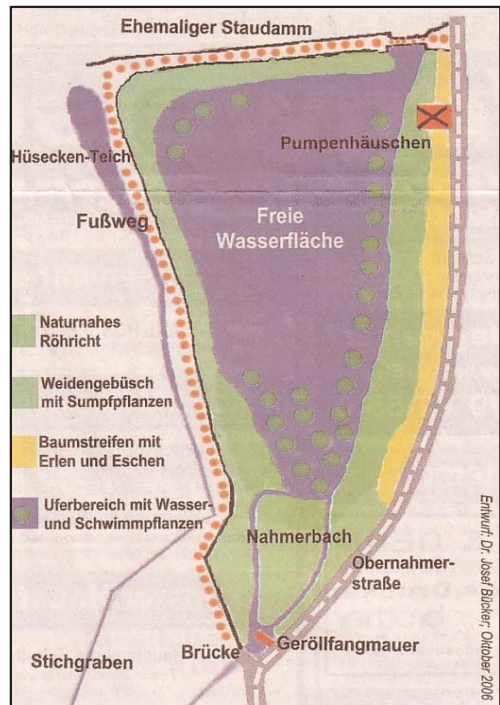 Ehemaliger Staudamm
Pumpenhäuschen
Hüsecken-Teich
Fußweg
Freie
Wasserfläche
Naturnahes
Röhricht
Weidengebüsch
mit Sumpfpflanzen
Baumstreifen mit
Erlen und Eschen
Uferbereich mit Wasser-
und Schwimmpflanzen
Nahmerbach
Obernahmer-
straße
Brücke
Geröllfangmauer
Stichgraben
Entwurf: Dr. Josef Bücker; Oktober 2006